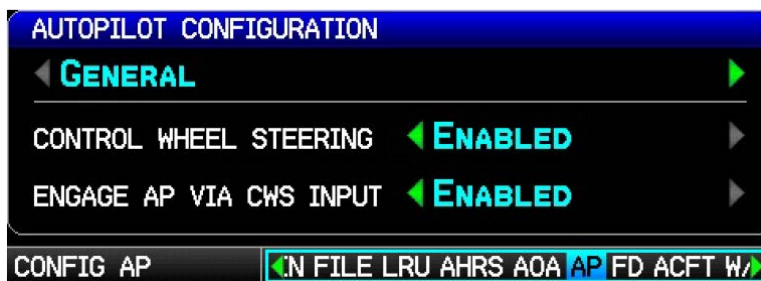 AUTOPILOT CONFIGURATION
GENERAL
CONTROL WHEEL STEERING ENABLED
ENGAGE AP VIA CWS INPUT ENABLED
CONFIG AP FILE LRU AHRS AOA AP FD ACFT